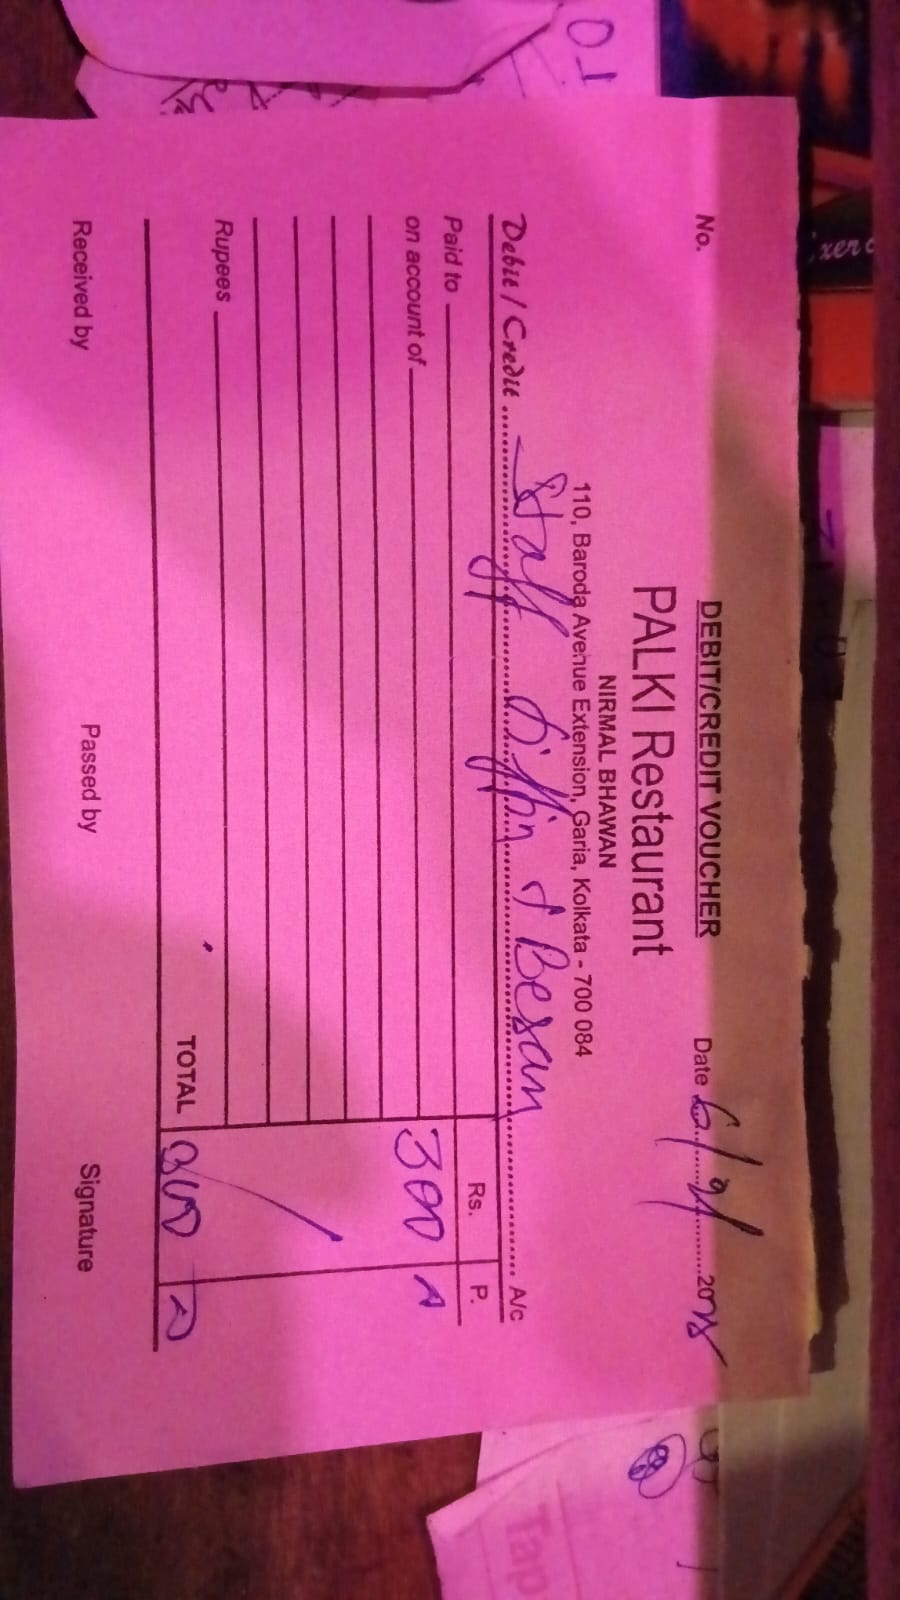 DEBIT/CREDIT VOUCHER
No.
Date 6/9/2025
PALKI Restaurant
NIRMAL BHAWAN
110, Baroda Avenue Extension, Garia, Kolkata - 700 084
Debit / Credit Staff Tiffin & Besan A/c
Paid to Rs. P.
on account of 300
Rupees
TOTAL 300
Received by Passed by Signature
Tap